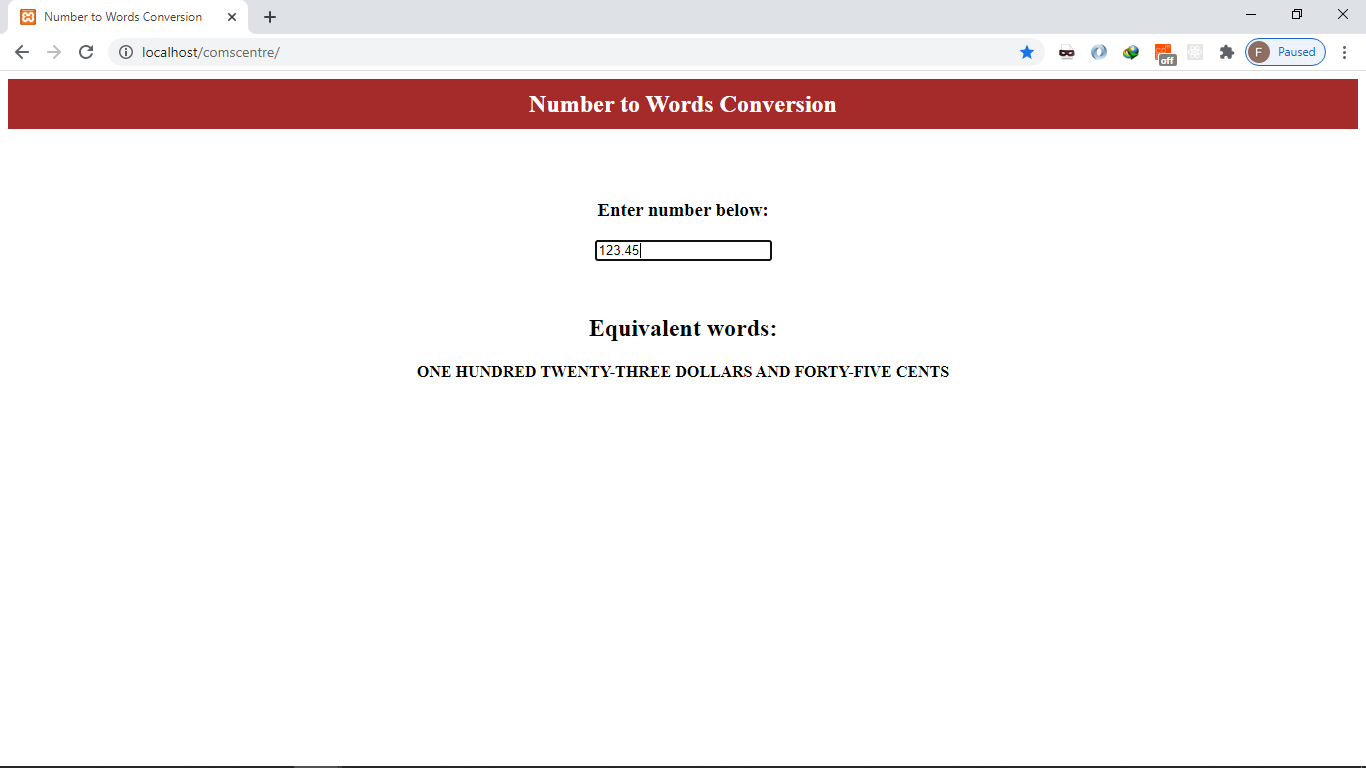 Number to Words Conversion
localhost/comscentre/
off
F
Paused
Number to Words Conversion
Enter number below:
123.45
Equivalent words:
ONE HUNDRED TWENTY-THREE DOLLARS AND FORTY-FIVE CENTS